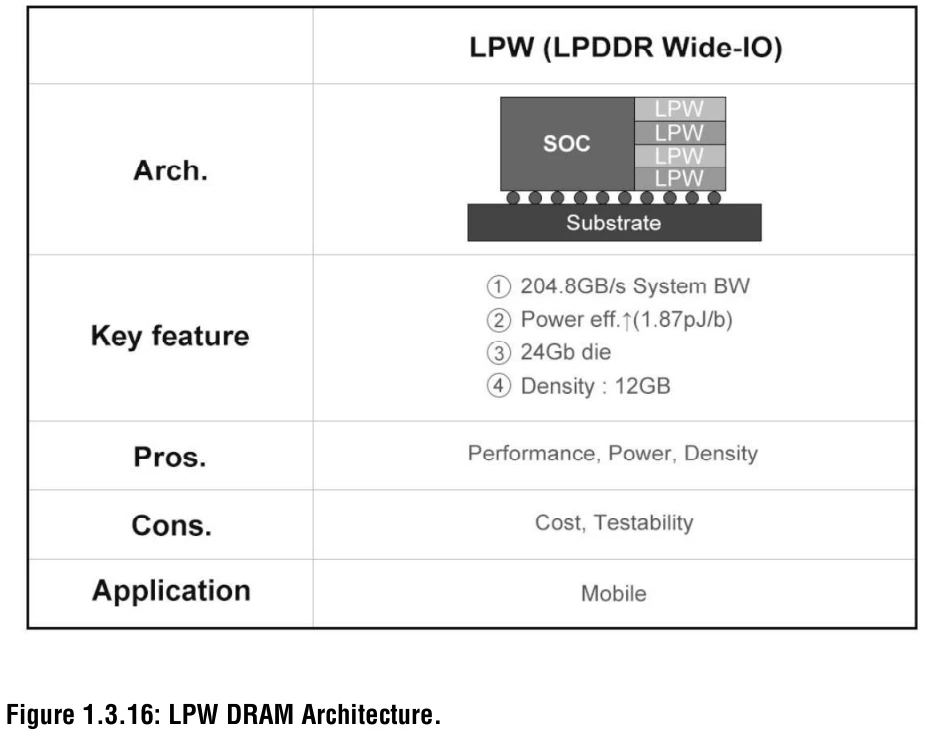 LPW (LPDDR Wide-IO)
Arch.
SOC
LPW
LPW
LPW
LPW
Substrate
Key feature
① 204.8GB/s System BW
② Power eff.↑(1.87pJ/b)
③ 24Gb die
④ Density : 12GB
Pros.
Performance, Power, Density
Cons.
Cost, Testability
Application
Mobile
Figure 1.3.16: LPW DRAM Architecture.